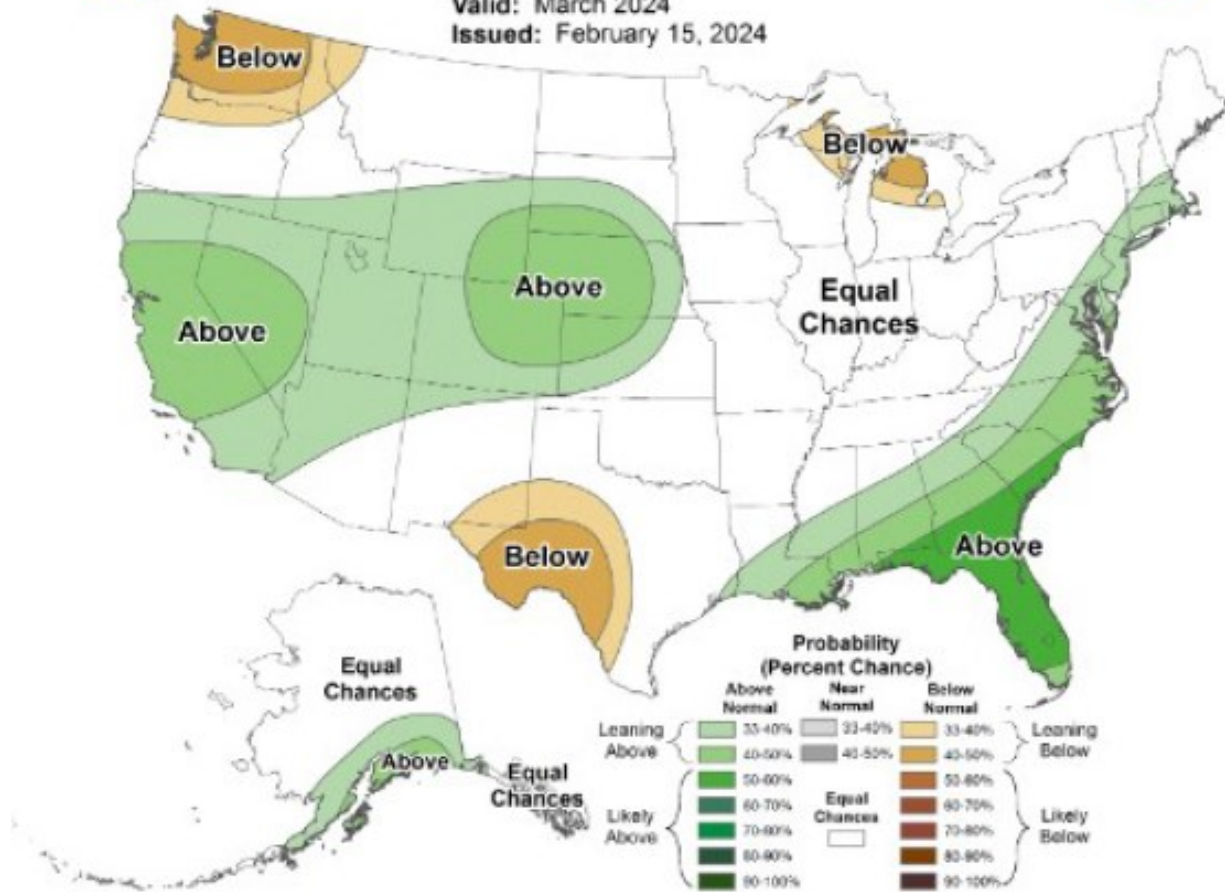 Valid: March 2024
Issued: February 15, 2024
Below
Below
Above
Above
Equal
Chances
Below
Above
Equal
Chances
Above
Equal
Chances
Probability
(Percent Chance)
Above
Normal
Near
Normal
Below
Normal
Leaning
Above
33-40%
33-40%
33-40%
Leaning
Below
40-50%
40-50%
40-50%
Likely
Above
50-60%
50-60%
Likely
Below
60-70%
60-70%
Equal
Chances
70-80%
70-80%
80-90%
80-90%
90-100%
90-100%